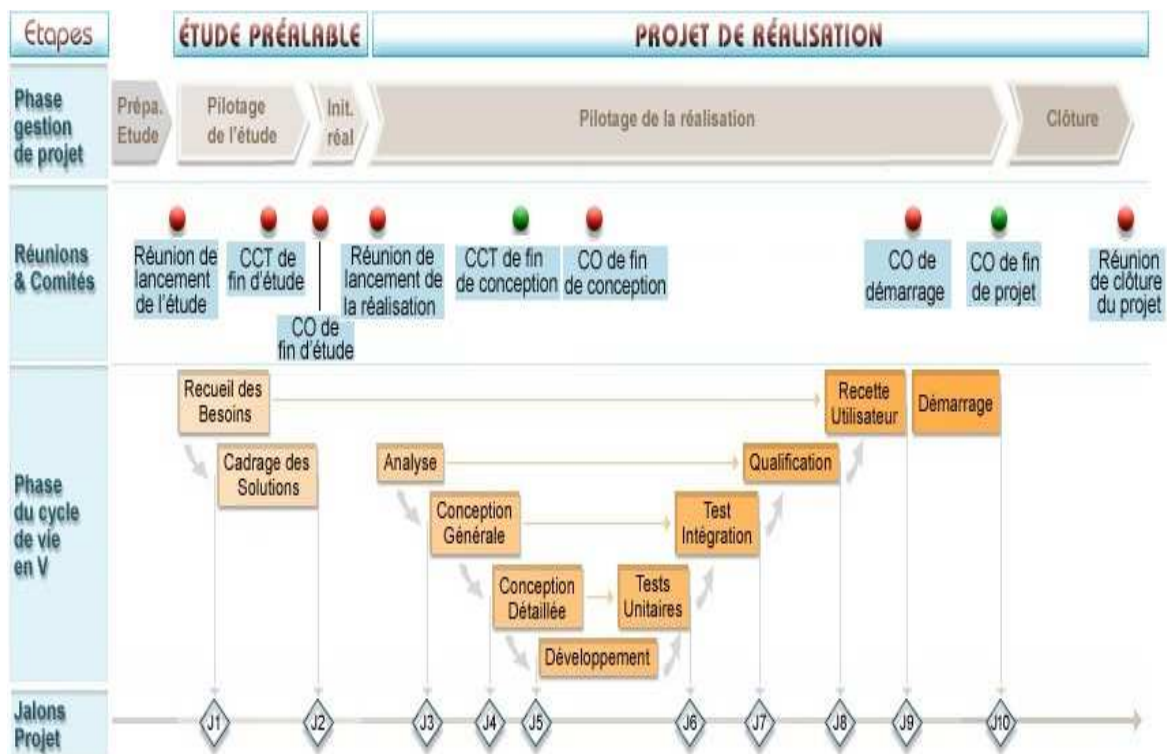 Etapes
ÉTUDE PRÉALABLE
PROJET DE RÉALISATION
Phase
gestion
de projet
Prépa.
Etude
Pilotage
de l'étude
Init.
réal
Pilotage de la réalisation
Clôture
Réunions
& Comités
Réunion de
lancement
de l'étude
CCT de
fin d'étude
CO de
fin d'étude
Réunion de
lancement de
la réalisation
CCT de fin
de conception
CO de fin
de conception
CO de
démarrage
CO de fin
de projet
Réunion
de clôture
du projet
Phase
du cycle
de vie
en V
Recueil des
Besoins
Cadrage des
Solutions
Analyse
Conception
Générale
Conception
Détaillée
Développement
Tests
Unitaires
Test
Intégration
Qualification
Recette
Utilisateur
Démarrage
Jalons
Projet
J1
J2
J3
J4
J5
J6
J7
J8
J9
J10